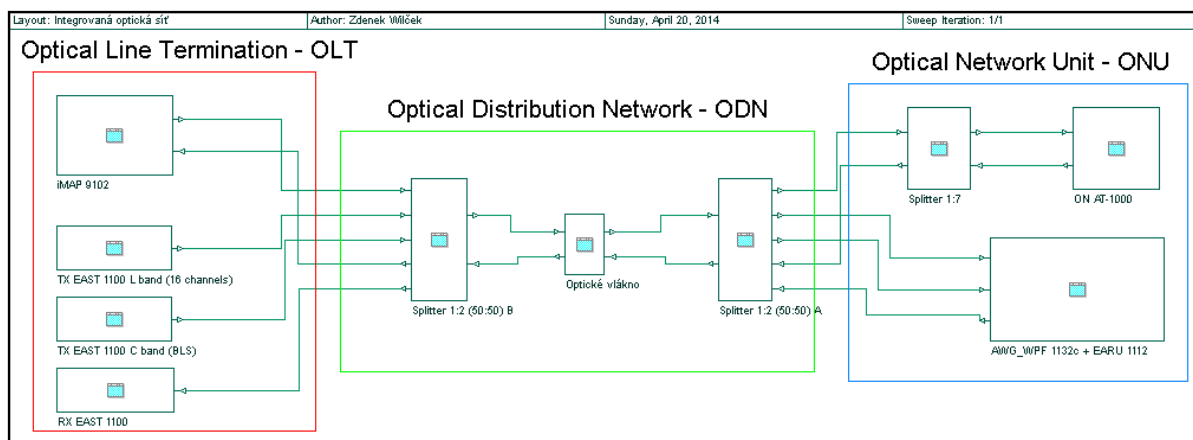 Layout: Integrovaná optická síť
Author: Zdenek Wilček
Sunday, April 20, 2014
Sweep Iteration: 1/1
Optical Line Termination - OLT
Optical Distribution Network - ODN
Optical Network Unit - ONU
iMAP 9102
TX EAST 1100 L band (16 channels)
TX EAST 1100 C band (BLS)
RX EAST 1100
Splitter 1:2 (50:50) B
Optické vlákno
Splitter 1:2 (50:50) A
Splitter 1:7
ON AT-1000
AWG_WPF 1132c + EARU 1112